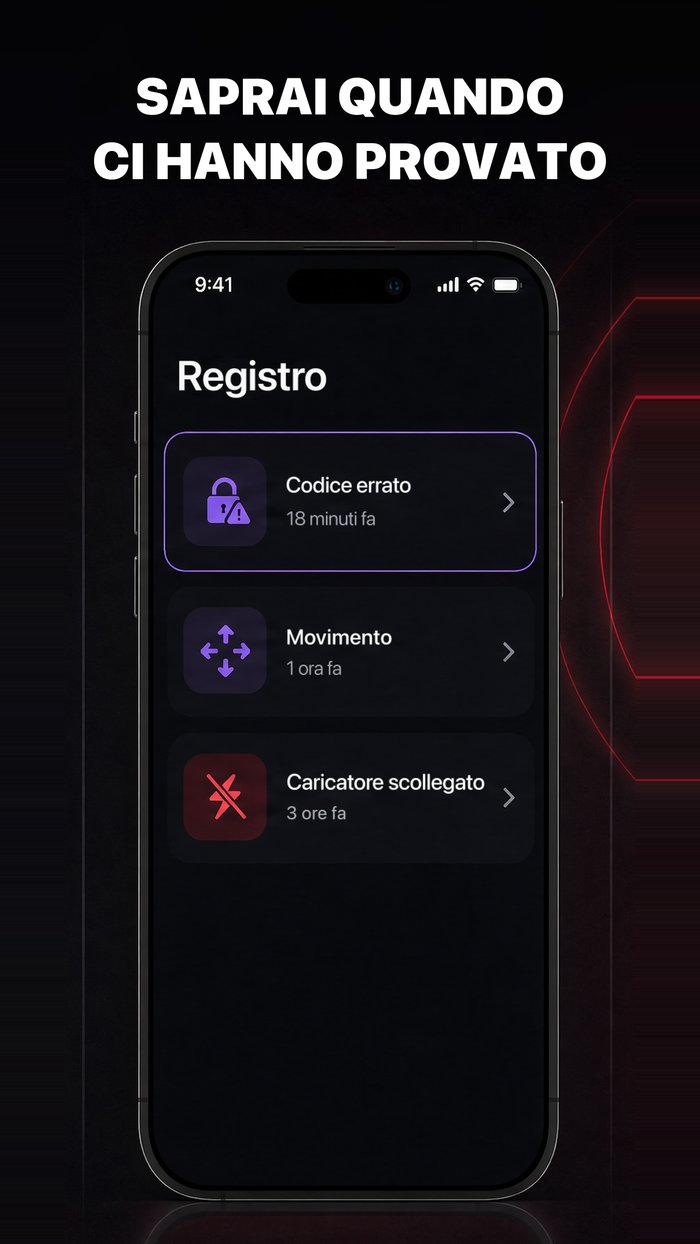 SAPRAI QUANDO
CI HANNO PROVATO
9:41
Registro
Codice errato
18 minuti fa
Movimento
1 ora fa
Caricatore scollegato
3 ore fa